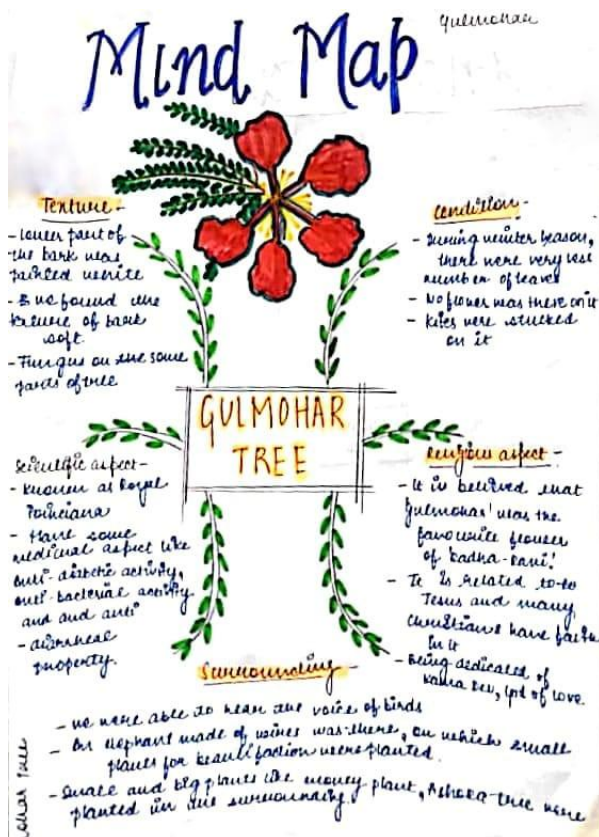 Mind Map
Gulmohar
Texture -
- lower part of
the bark was
painted white
- we found the
texture of bark
soft.
- Fungus on the some
parts of tree
Condition -
- During winter season,
there were very less
number of leaves
- No flower was there on it
- Kites were stucked
on it
GULMOHAR
TREE
Scientific aspect -
- Known as Royal
Poinciana
- Have some
medicinal aspect like
activity,
anti-bacterial activity
and and anti
- diarrheal
property.
Religious aspect -
- It is believed that
'gulmohar' was the
favourite flower
of Radha-Rani!
- It is related to
Jesus and many
christians have faith
in it
- Being dedicated of
Kama Dev, of love.
Surrounding
- we were able to hear the voice of birds
- An elephant made of wires was there, on which small
plants for beautifaction were planted.
- Small and big plants like money plant, Ashoka-tree were
planted in the surrounding.
tree